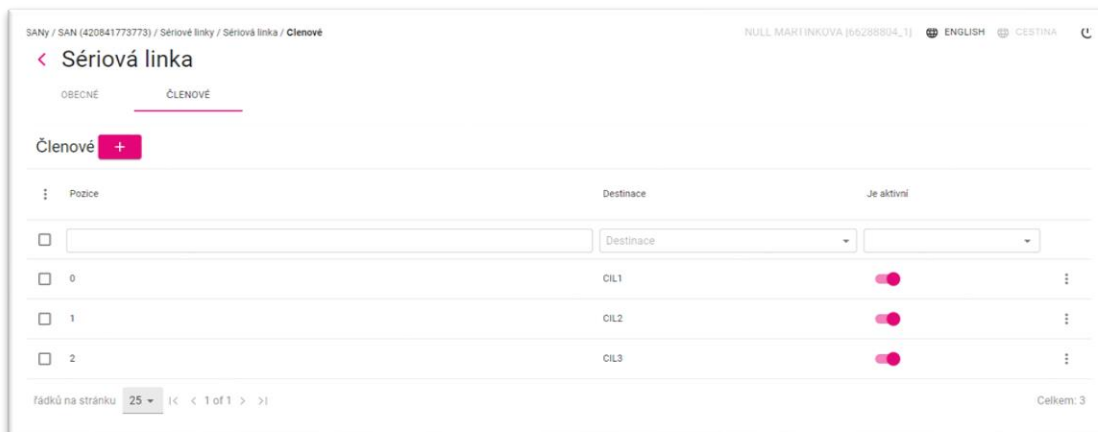 SANy / SAN (420841773773) / Sériové linky / Sériová linka / Členové
NULL MARTINKOVA (66288804_1) ENGLISH CESTINA
< Sériová linka
OBECNÉ ČLENOVÉ
Členové +
Pozice Destinace Je aktivní
Destinace
0 CIL1
1 CIL2
2 CIL3
řádků na stránku 25 |< < 1 of 1 > >| Celkem: 3